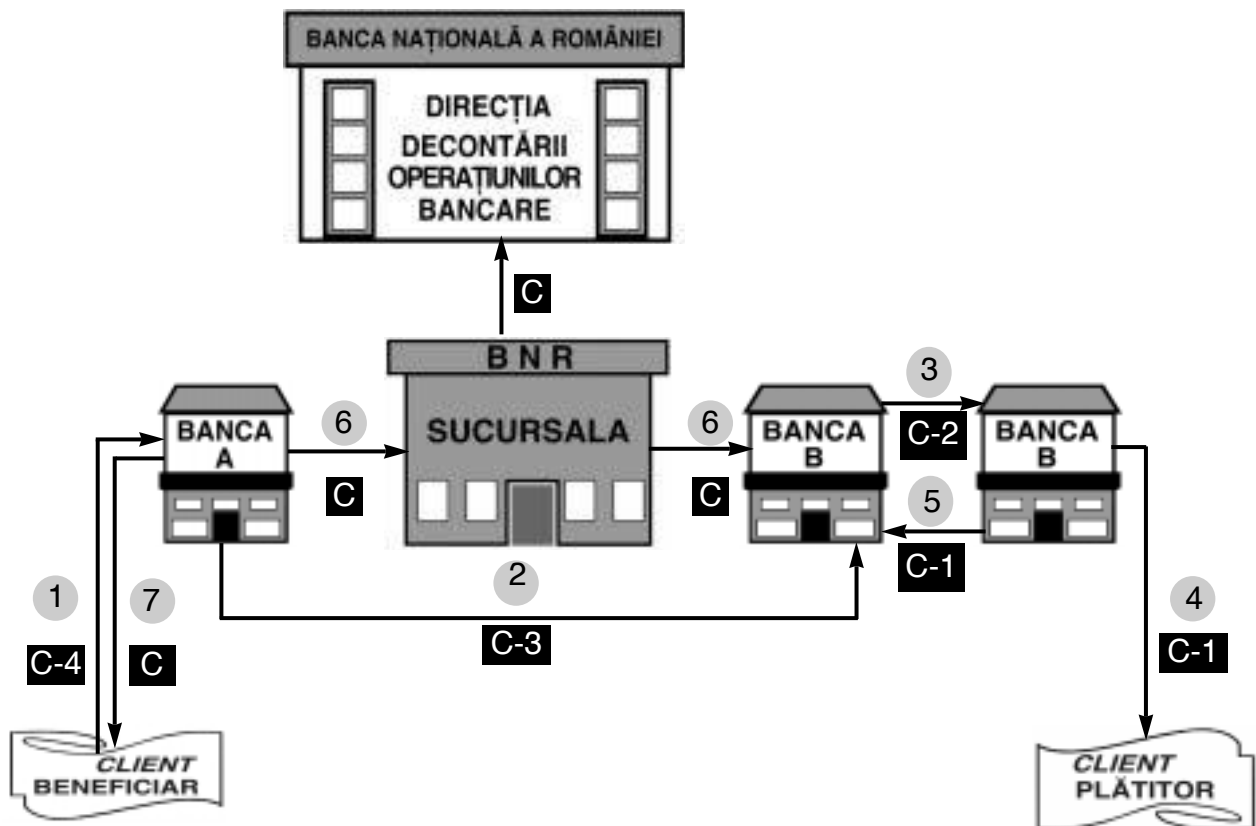 BANCA NAȚIONALĂ A ROMÂNIEI
DIRECȚIA
DECONTĂRII
OPERAȚIUNILOR
BANCARE
C
B N R
SUCURSALA
BANCA
A
6
C
6
C
BANCA
B
3
C-2
BANCA
B
5
C-1
2
C-3
1
C-4
7
C
4
C-1
CLIENT
BENEFICIAR
CLIENT
PLĂTITOR